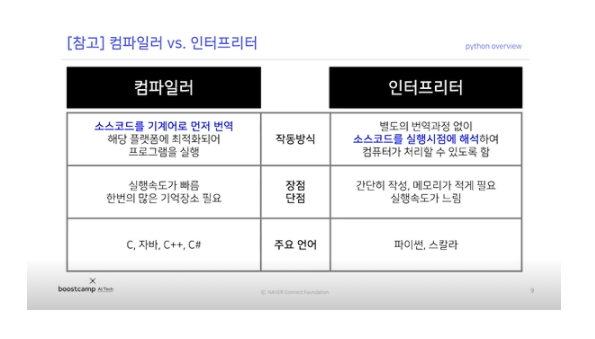 [참고] 컴파일러 vs. 인터프리터
python overview
컴파일러
인터프리터
소스코드를 기계어로 먼저 번역
해당 플랫폼에 최적화되어
프로그램을 실행
작동방식
별도의 번역과정 없이
소스코드를 실행시점에 해석하여
컴퓨터가 처리할 수 있도록 함
실행속도가 빠름
한번의 많은 기억장소 필요
장점
단점
간단히 작성, 메모리가 적게 필요
실행속도가 느림
C, 자바, C++, C#
주요 언어
파이썬, 스칼라
boostcamp AI Tech
© NAVER Connect Foundation
9